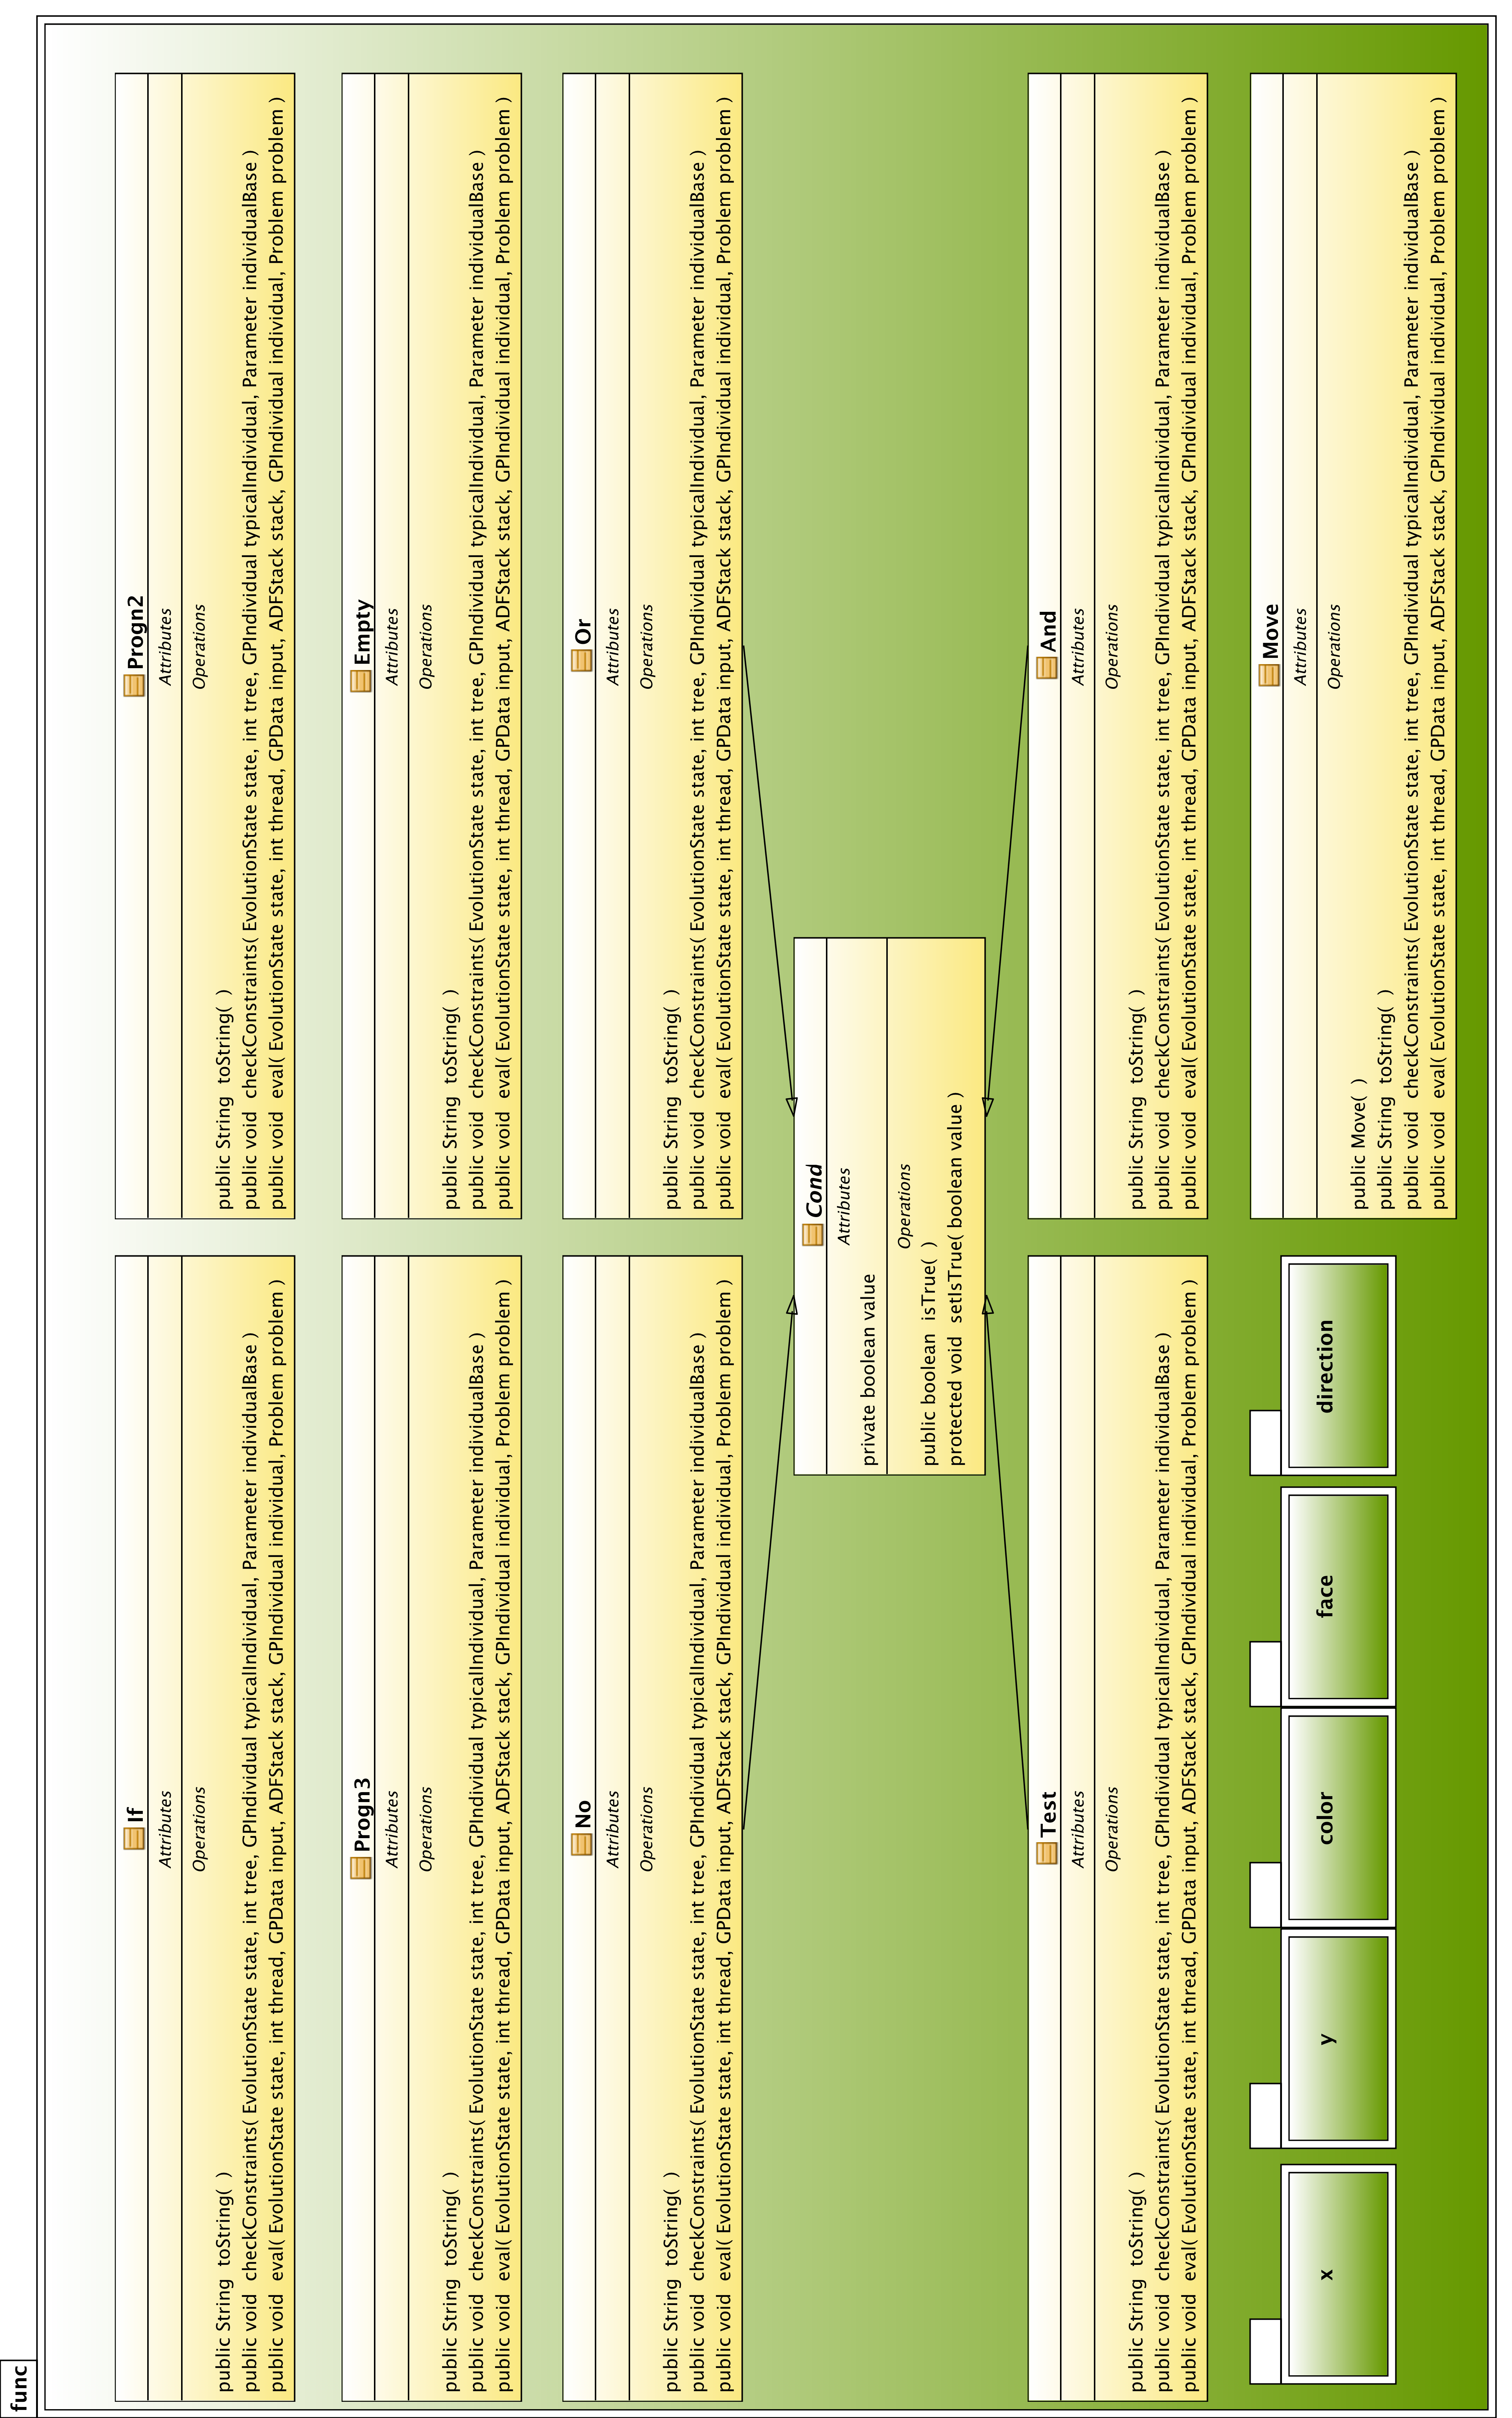 func
If
Attributes
Operations
public String toString( )
public void checkConstraints( EvolutionState state, int tree, GPIndividual typicalIndividual, Parameter individualBase )
public void eval( EvolutionState state, int thread, GPData input, ADFStack stack, GPIndividual individual, Problem problem )
Progn2
Attributes
Operations
public String toString( )
public void checkConstraints( EvolutionState state, int tree, GPIndividual typicalIndividual, Parameter individualBase )
public void eval( EvolutionState state, int thread, GPData input, ADFStack stack, GPIndividual individual, Problem problem )
Progn3
Attributes
Operations
public String toString( )
public void checkConstraints( EvolutionState state, int tree, GPIndividual typicalIndividual, Parameter individualBase )
public void eval( EvolutionState state, int thread, GPData input, ADFStack stack, GPIndividual individual, Problem problem )
Empty
Attributes
Operations
public String toString( )
public void checkConstraints( EvolutionState state, int tree, GPIndividual typicalIndividual, Parameter individualBase )
public void eval( EvolutionState state, int thread, GPData input, ADFStack stack, GPIndividual individual, Problem problem )
No
Attributes
Operations
public String toString( )
public void checkConstraints( EvolutionState state, int tree, GPIndividual typicalIndividual, Parameter individualBase )
public void eval( EvolutionState state, int thread, GPData input, ADFStack stack, GPIndividual individual, Problem problem )
Or
Attributes
Operations
public String toString( )
public void checkConstraints( EvolutionState state, int tree, GPIndividual typicalIndividual, Parameter individualBase )
public void eval( EvolutionState state, int thread, GPData input, ADFStack stack, GPIndividual individual, Problem problem )
Cond
Attributes
private boolean value
Operations
public boolean isTrue( )
protected void setIsTrue( boolean value )
Test
Attributes
Operations
public String toString( )
public void checkConstraints( EvolutionState state, int tree, GPIndividual typicalIndividual, Parameter individualBase )
public void eval( EvolutionState state, int thread, GPData input, ADFStack stack, GPIndividual individual, Problem problem )
And
Attributes
Operations
public String toString( )
public void checkConstraints( EvolutionState state, int tree, GPIndividual typicalIndividual, Parameter individualBase )
public void eval( EvolutionState state, int thread, GPData input, ADFStack stack, GPIndividual individual, Problem problem )
x
y
color
face
direction
Move
Attributes
Operations
public Move( )
public String toString( )
public void checkConstraints( EvolutionState state, int tree, GPIndividual typicalIndividual, Parameter individualBase )
public void eval( EvolutionState state, int thread, GPData input, ADFStack stack, GPIndividual individual, Problem problem )